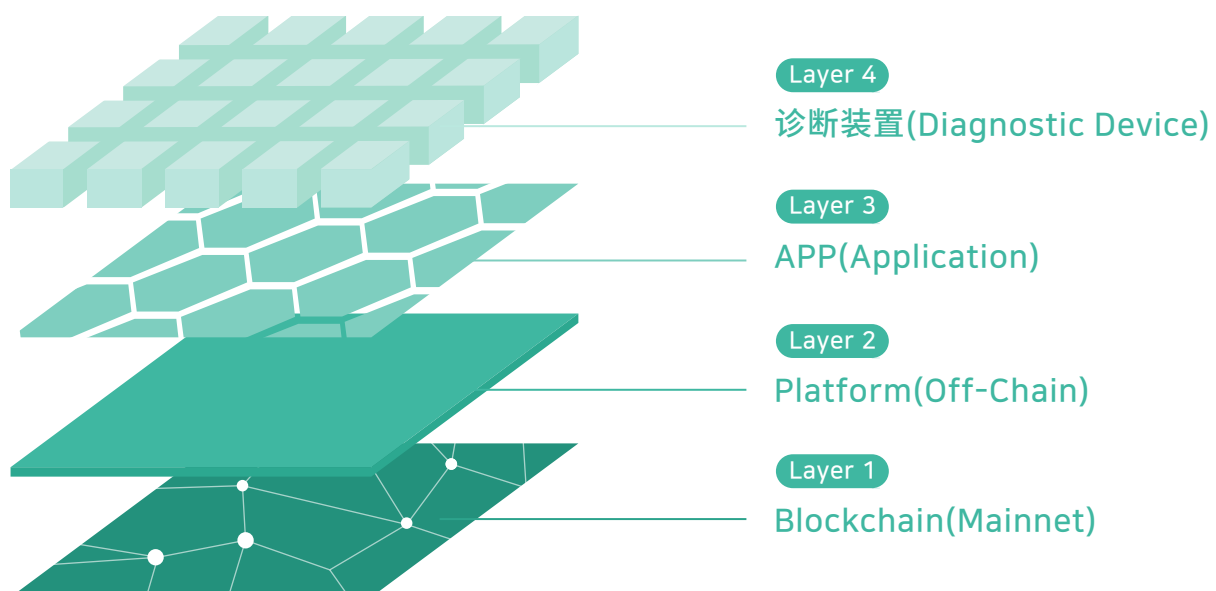 Layer 4
诊断装置(Diagnostic Device)
Layer 3
APP(Application)
Layer 2
Platform(Off-Chain)
Layer 1
Blockchain(Mainnet)